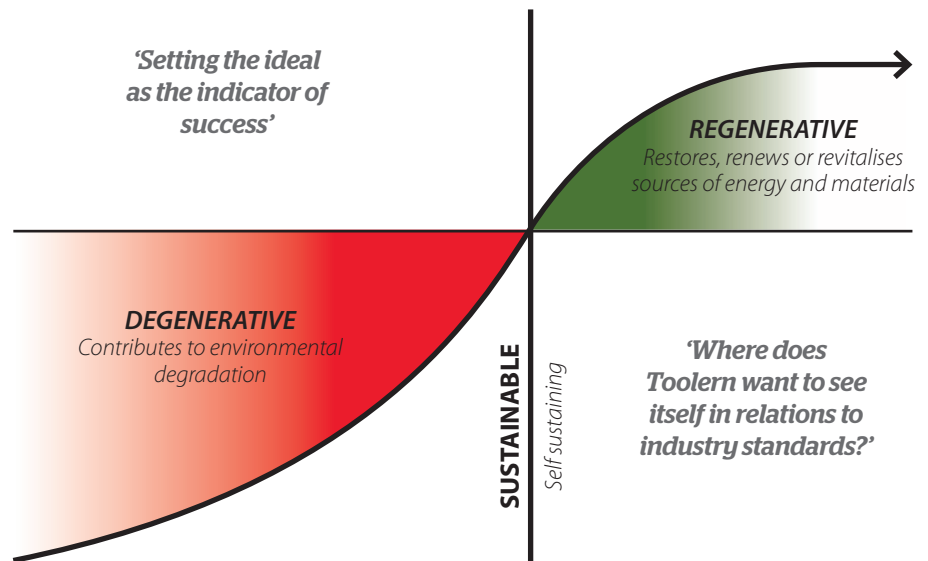 ‘Setting the ideal
as the indicator of
success’
REGENERATIVE
Restores, renews or revitalises
sources of energy and materials
DEGENERATIVE
Contributes to environmental
degradation
SUSTAINABLE
Self sustaining
‘Where does
Toolern want to see
itself in relations to
industry standards?’